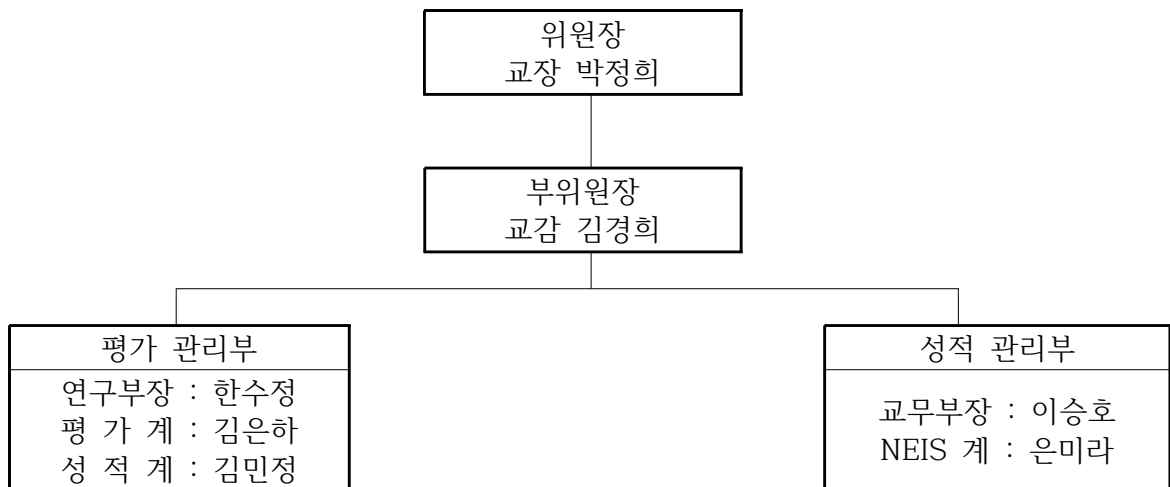 위원장
교장 박정희
부위원장
교감 김경희
평가 관리부
연구부장 : 한수정
평 가 계 : 김은하
성 적 계 : 김민정
성적 관리부
교무부장 : 이승호
NEIS 계 : 은미라